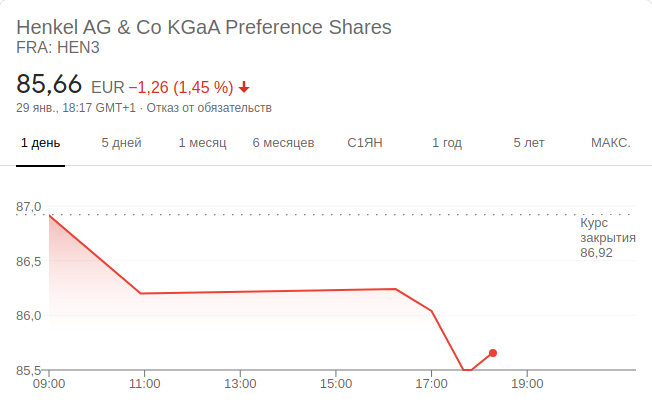 Henkel AG & Co KGaA Preference Shares
FRA: HEN3
85,66 EUR −1,26 (1,45 %)
29 янв., 18:17 GMT+1 · Отказ от обязательств
1 день 5 дней 1 месяц 6 месяцев С1ЯН 1 год 5 лет МАКС.
87,0
Курс
закрытия
86,92
86,5
86,0
85,5
09:00 11:00 13:00 15:00 17:00 19:00